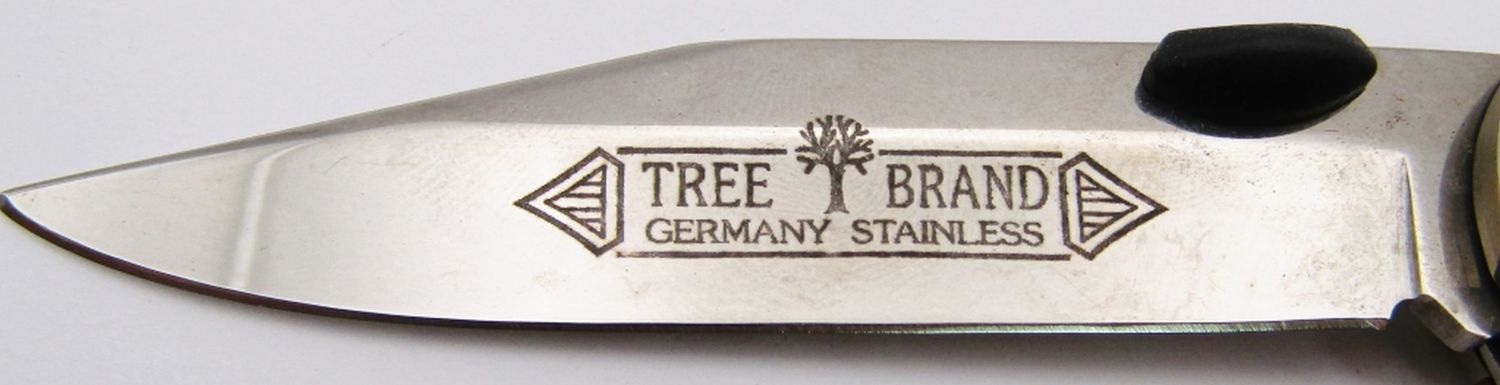 TREE BRAND
GERMANY STAINLESS